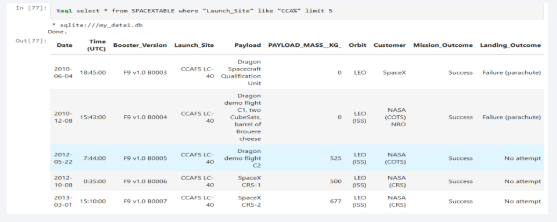 In [77]: %sql select * from SPACEXTABLE where "Launch_Site" like "CCA%" limit 5
* sqlite:///my_data1.db
Done.
Out[77]: Date Time (UTC) Booster_Version Launch_Site Payload PAYLOAD_MASS__KG_ Orbit Customer Mission_Outcome Landing_Outcome
2010-06-04 18:45:00 F9 v1.0 B0003 CCAFS LC-40 Dragon Spacecraft Qualification Unit 0 LEO SpaceX Success Failure (parachute)
2010-12-08 15:43:00 F9 v1.0 B0004 CCAFS LC-40 Dragon demo flight C1, two CubeSats, barrel of Brouere cheese 0 LEO (ISS) NASA (COTS) NRO Success Failure (parachute)
2012-05-22 7:44:00 F9 v1.0 B0005 CCAFS LC-40 Dragon demo flight C2 525 LEO (ISS) NASA (COTS) Success No attempt
2012-10-08 0:35:00 F9 v1.0 B0006 CCAFS LC-40 SpaceX CRS-1 500 LEO (ISS) NASA (CRS) Success No attempt
2013-03-01 15:10:00 F9 v1.0 B0007 CCAFS LC-40 SpaceX CRS-2 677 LEO (ISS) NASA (CRS) Success No attempt